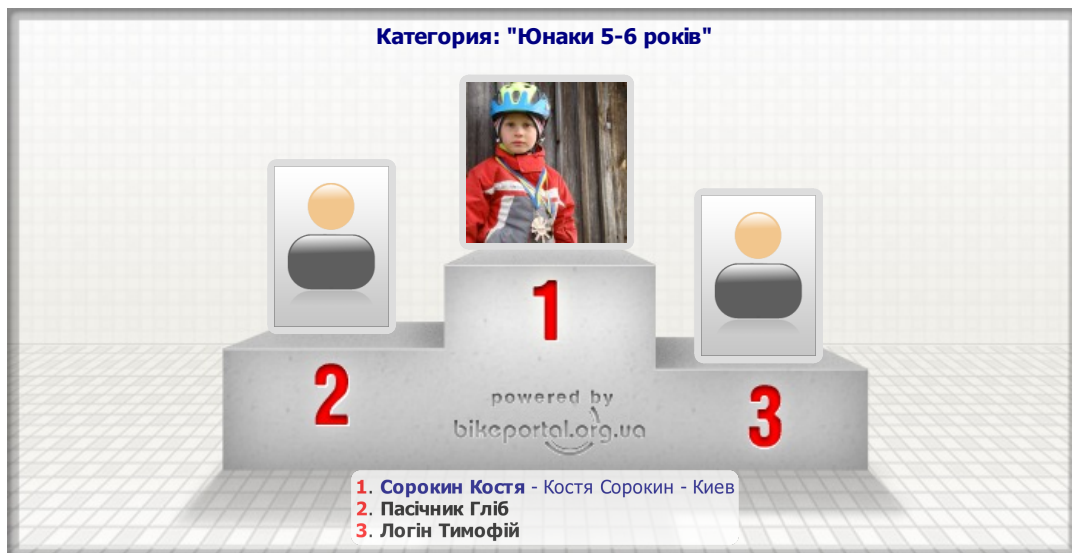 Категория: "Юнаки 5-6 років"
1
2
3
powered by
bikeportal.org.ua
1. Сорокин Костя - Костя Сорокин - Киев
2. Пасічник Гліб
3. Логін Тимофій